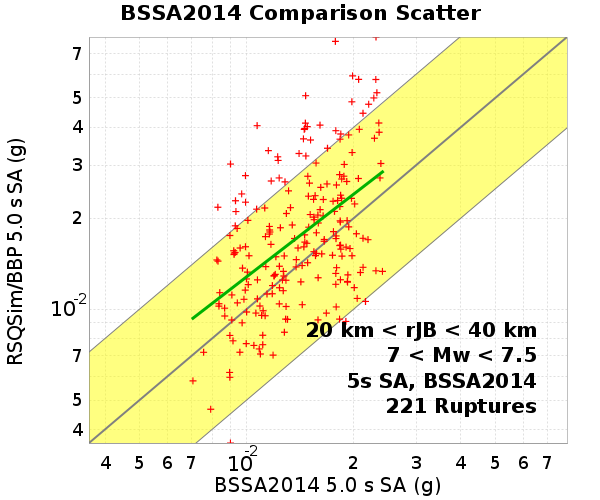 BSSA2014 Comparison Scatter
RSQSim/BBP 5.0 s SA (g)
7
5
4
3
2
10-2
7
5
4
20 km < rJB < 40 km
7 < Mw < 7.5
5s SA, BSSA2014
221 Ruptures
4 5 6 7 10-2 2 3 4 5 6 7
BSSA2014 5.0 s SA (g)